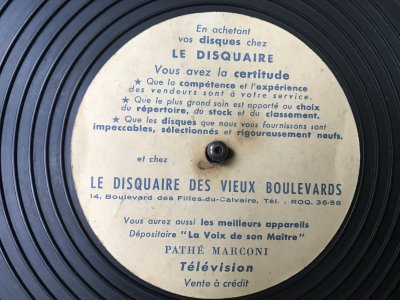 En achetant
vos disques chez
LE DISQUAIRE
Vous avez la certitude
★ Que la compétence et l'expérience
des vendeurs sont à votre service.
★ Que le plus grand soin est apporté au choix
du répertoire, du stock et du classement.
★ Que les disques que nous vous fournissons sont
impeccables, sélectionnés et rigoureusement neufs,
et chez
LE DISQUAIRE DES VIEUX BOULEVARDS
14, Boulevard des Filles-du-Calvaire, Tél. : ROQ. 36-58
Vous aurez aussi les meilleurs appareils
Dépositaire "La Voix de son Maître"
PATHÉ MARCONI
Télévision
Vente à crédit